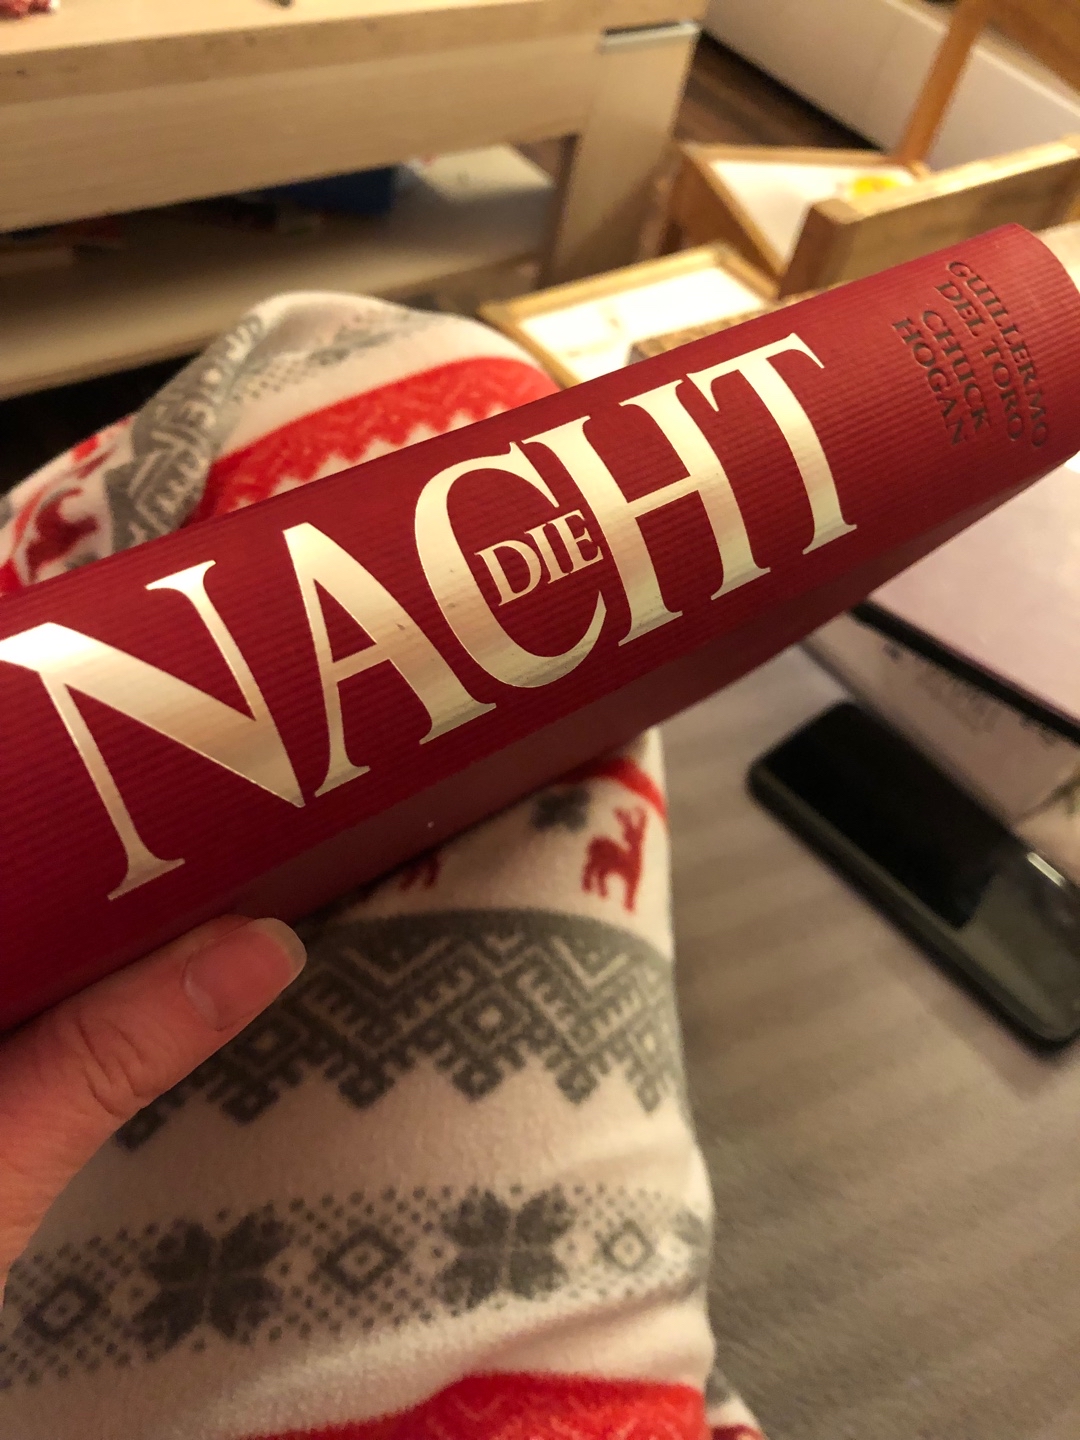 DIE
NACHT
GUILLERMO
DEL TORO
CHUCK
HOGAN